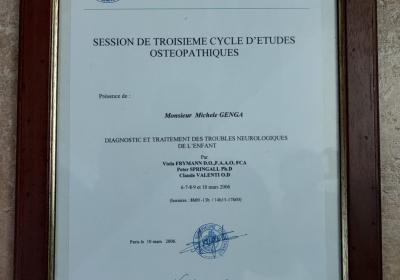 SESSION DE TROISIEME CYCLE D'ETUDES
OSTEOPATHIQUES
Présence de :
Monsieur Michele GENGA
DIAGNOSTIC ET TRAITEMENT DES TROUBLES NEUROLOGIQUES
DE L'ENFANT
Par
Viola FRYMANN D.O.,F.A.A.O, FCA
Peter SPRINGALL Ph.D
Claude VALENTI O.D
6-7-8-9 et 10 mars 2006
Paris le 10 mars 2006